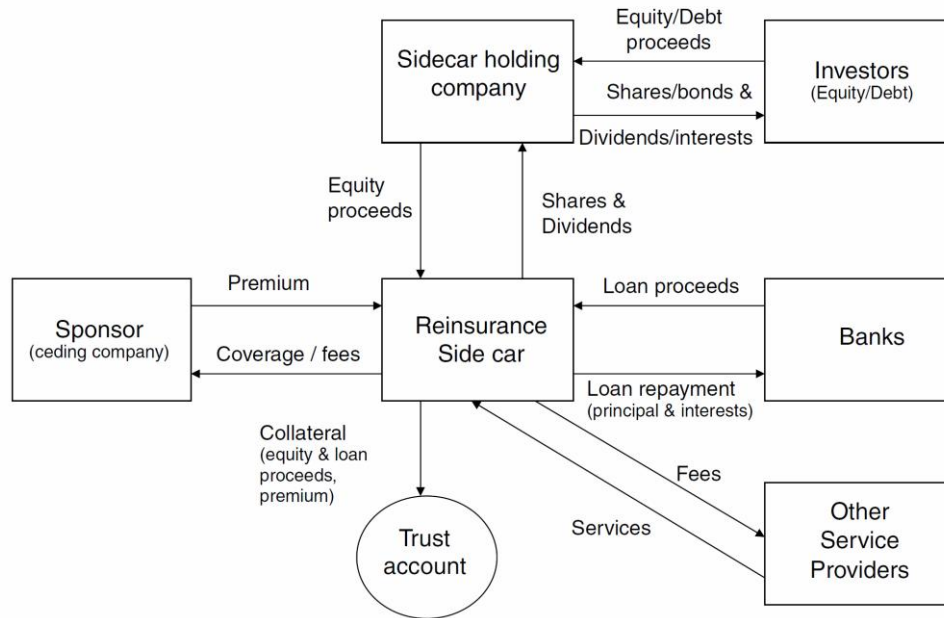 Equity/Debt
proceeds
Sidecar holding
company
Investors
(Equity/Debt)
Shares/bonds &
Dividends/interests
Equity
proceeds
Shares &
Dividends
Premium
Loan proceeds
Sponsor
(ceding company)
Reinsurance
Side car
Banks
Coverage / fees
Loan repayment
(principal & interests)
Collateral
(equity & loan
proceeds,
premium)
Fees
Services
Other
Service
Providers
Trust
account